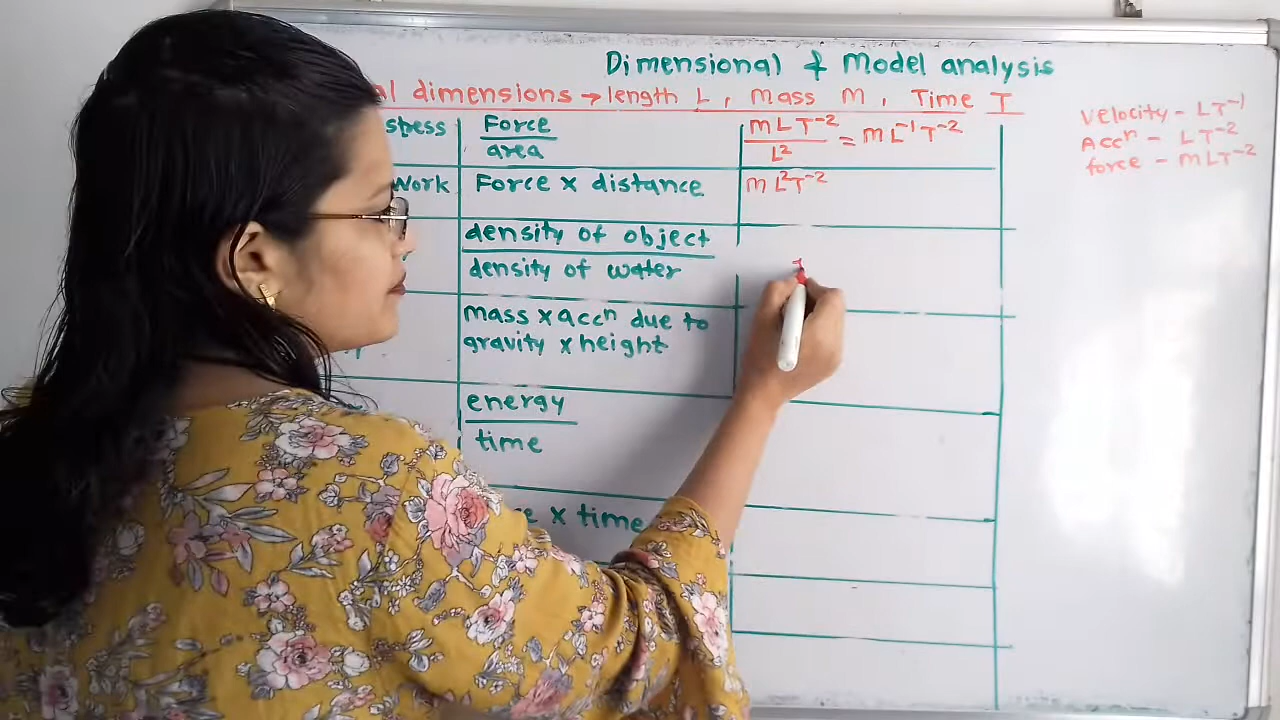 Dimensional & Model analysis
al dimensions → length L, Mass M, Time T
stress Force/area MLT⁻²/L² = ML⁻¹T⁻²
Work Force x distance ML²T⁻²
density of object
density of water
mass x accⁿ due to
gravity x height
energy
time
e x time
Velocity - LT⁻¹
Accⁿ - LT⁻²
force - MLT⁻²